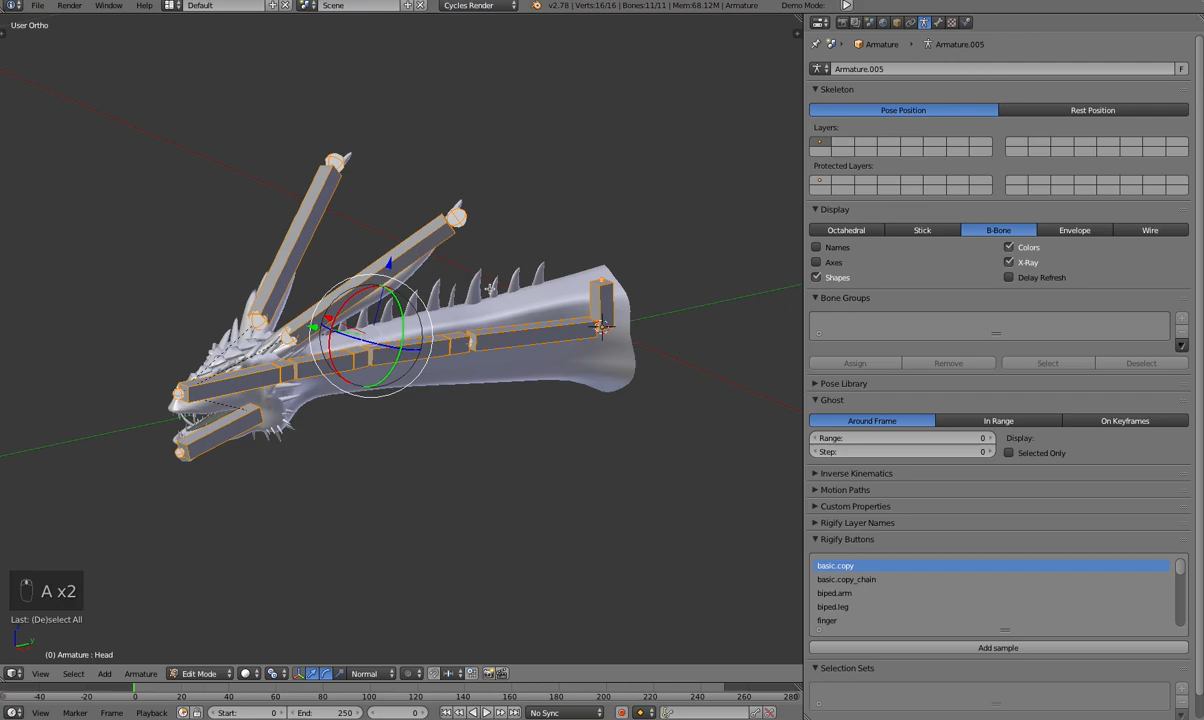 File Render Window Help Default Scene Cycles Render v2.78 | Verts:16/16 | Bones:11/11 | Mem:68.12M | Armature Demo Mode:
User Ortho
Armature Armature.005
Armature.005 F
Skeleton
Pose Position Rest Position
Layers:
Protected Layers:
Display
Octahedral Stick B-Bone Envelope Wire
Names Colors
Axes X-Ray
Shapes Delay Refresh
Bone Groups
Assign Remove Select Deselect
Pose Library
Ghost
Around Frame In Range On Keyframes
Range: 0 Display:
Step: 0 Selected Only
Inverse Kinematics
Motion Paths
Custom Properties
Rigify Layer Names
Rigify Buttons
basic.copy
basic.copy_chain
biped.arm
biped.leg
finger
Add sample
Selection Sets
A x2
Last: (De)select All
z
y
(0) Armature : Head
View Select Add Armature Edit Mode Normal
-40 -20 0 20 40 60 80 100 120 140 160 180 200 220 240 260 280
View Marker Frame Playback Start: 0 End: 250 0 No Sync